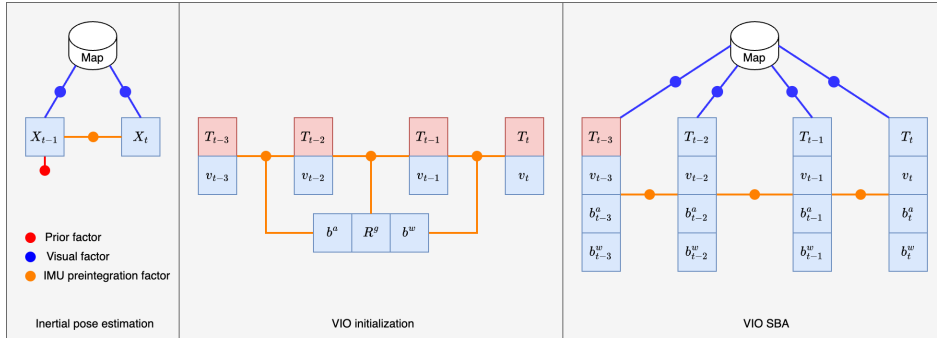 Map
X_{t-1} X_t
Prior factor
Visual factor
IMU preintegration factor
Inertial pose estimation
T_{t-3} T_{t-2} T_{t-1} T_t
v_{t-3} v_{t-2} v_{t-1} v_t
b^a R^g b^w
VIO initialization
Map
T_{t-3} T_{t-2} T_{t-1} T_t
v_{t-3} v_{t-2} v_{t-1} v_t
b^a_{t-3} b^a_{t-2} b^a_{t-1} b^a_t
b^w_{t-3} b^w_{t-2} b^w_{t-1} b^w_t
VIO SBA